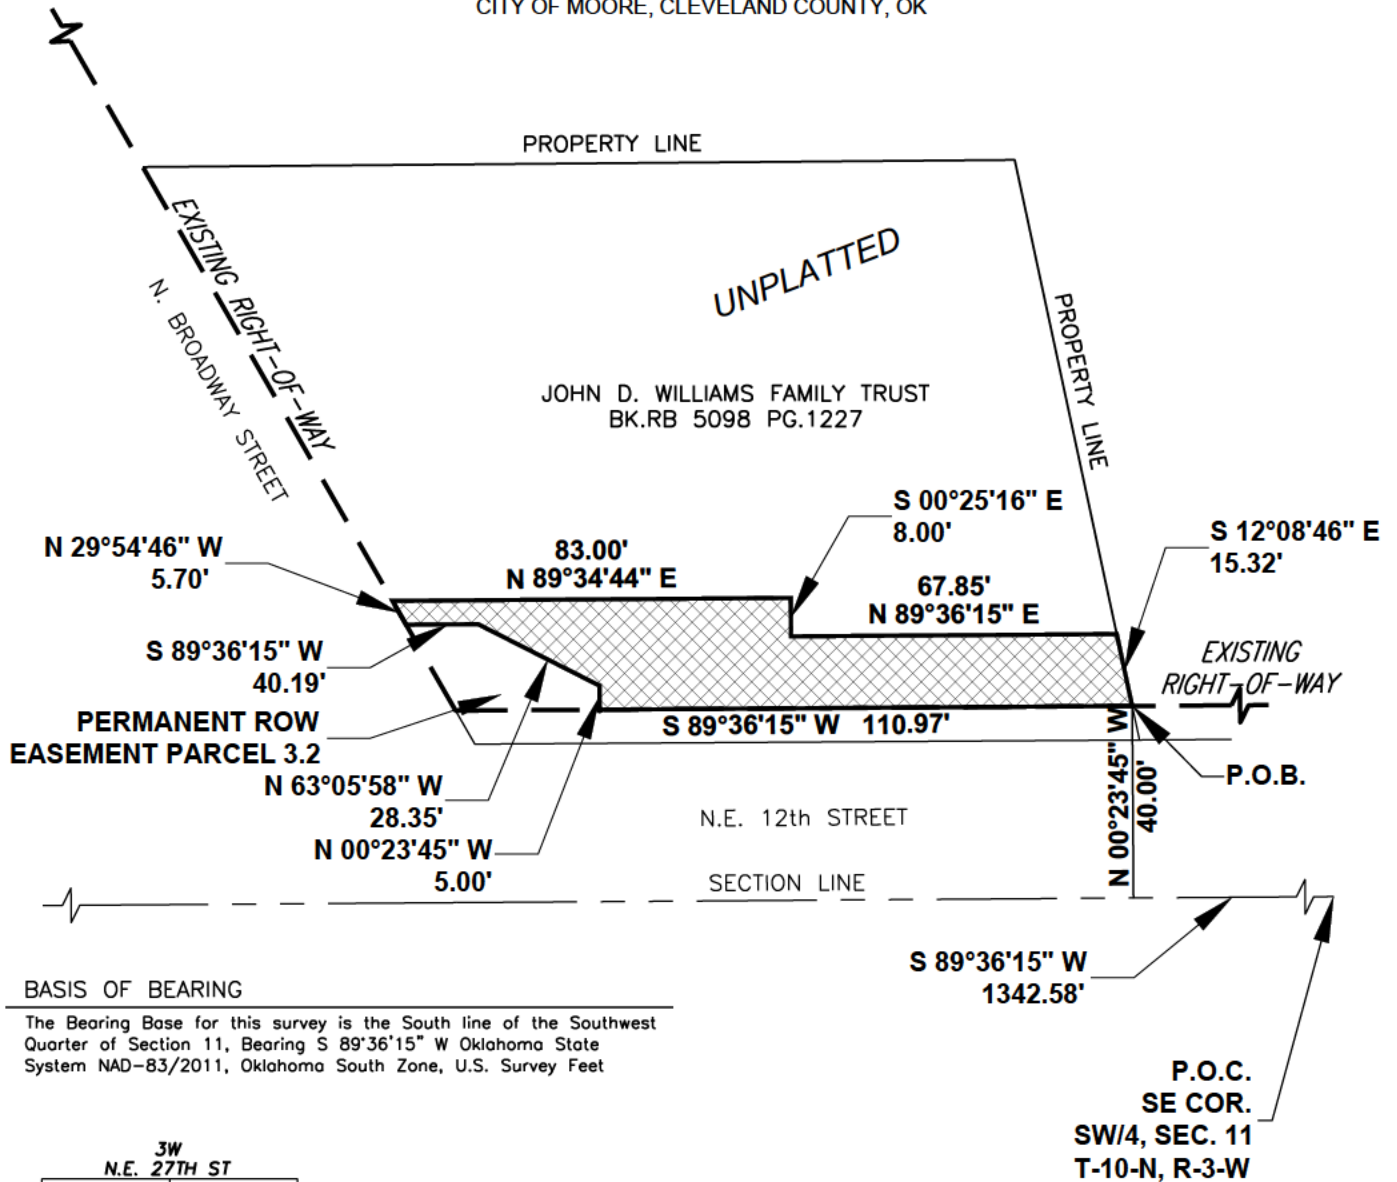 CITY OF MOORE, CLEVELAND COUNTY, OK
PROPERTY LINE
EXISTING RIGHT-OF-WAY
N. BROADWAY STREET
UNPLATTED
PROPERTY LINE
JOHN D. WILLIAMS FAMILY TRUST
BK.RB 5098 PG.1227
S 00°25'16" E
8.00'
S 12°08'46" E
15.32'
N 29°54'46" W
5.70'
83.00'
N 89°34'44" E
67.85'
N 89°36'15" E
S 89°36'15" W
40.19'
EXISTING
RIGHT-OF-WAY
PERMANENT ROW
EASEMENT PARCEL 3.2
S 89°36'15" W 110.97'
N 00°23'45" W
40.00'
P.O.B.
N 63°05'58" W
28.35'
N 00°23'45" W
5.00'
N.E. 12th STREET
SECTION LINE
S 89°36'15" W
1342.58'
BASIS OF BEARING
The Bearing Base for this survey is the South line of the Southwest
Quarter of Section 11, Bearing S 89°36'15" W Oklahoma State
System NAD-83/2011, Oklahoma South Zone, U.S. Survey Feet
P.O.C.
SE COR.
SW/4, SEC. 11
T-10-N, R-3-W
3W
N.E. 27TH ST